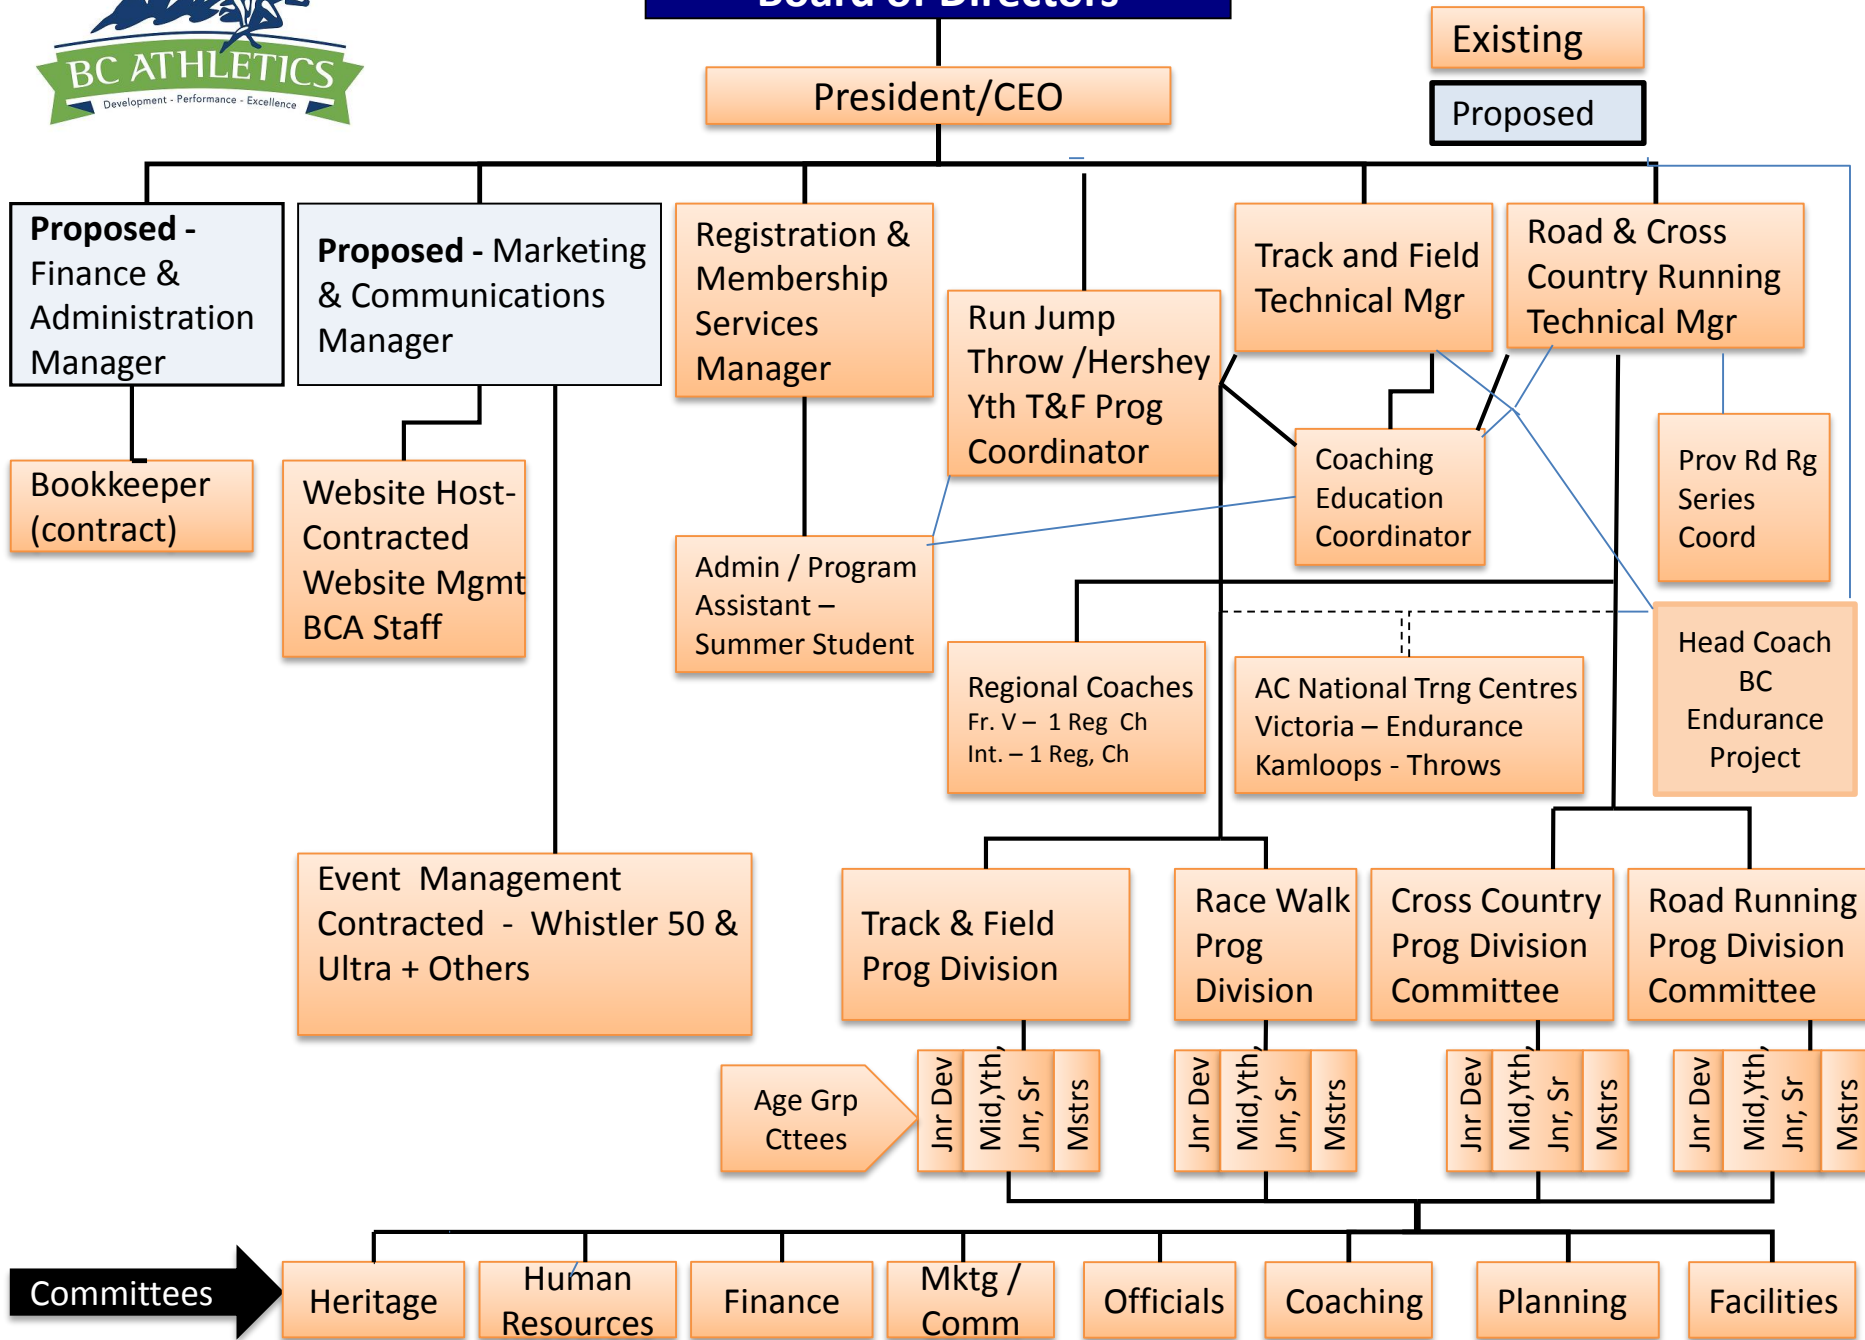 Board of Directors
BC ATHLETICS
Development - Performance - Excellence
Existing
President/CEO
Proposed
Proposed -
Finance &
Administration
Manager
Proposed - Marketing
& Communications
Manager
Registration &
Membership
Services
Manager
Run Jump
Throw /Hershey
Yth T&F Prog
Coordinator
Track and Field
Technical Mgr
Road & Cross
Country Running
Technical Mgr
Bookkeeper
(contract)
Website Host-
Contracted
Website Mgmt
BCA Staff
Admin / Program
Assistant –
Summer Student
Coaching
Education
Coordinator
Prov Rd Rg
Series
Coord
Regional Coaches
Fr. V – 1 Reg Ch
Int. – 1 Reg, Ch
AC National Trng Centres
Victoria – Endurance
Kamloops - Throws
Head Coach
BC
Endurance
Project
Event Management
Contracted - Whistler 50 &
Ultra + Others
Track & Field
Prog Division
Race Walk
Prog
Division
Cross Country
Prog Division
Committee
Road Running
Prog Division
Committee
Age Grp
Cttees
Jnr Dev
Mid,Yth,
Jnr, Sr
Mstrs
Jnr Dev
Mid,Yth,
Jnr, Sr
Mstrs
Jnr Dev
Mid,Yth,
Jnr, Sr
Mstrs
Jnr Dev
Mid,Yth,
Jnr, Sr
Mstrs
Committees
Heritage
Human
Resources
Finance
Mktg /
Comm
Officials
Coaching
Planning
Facilities